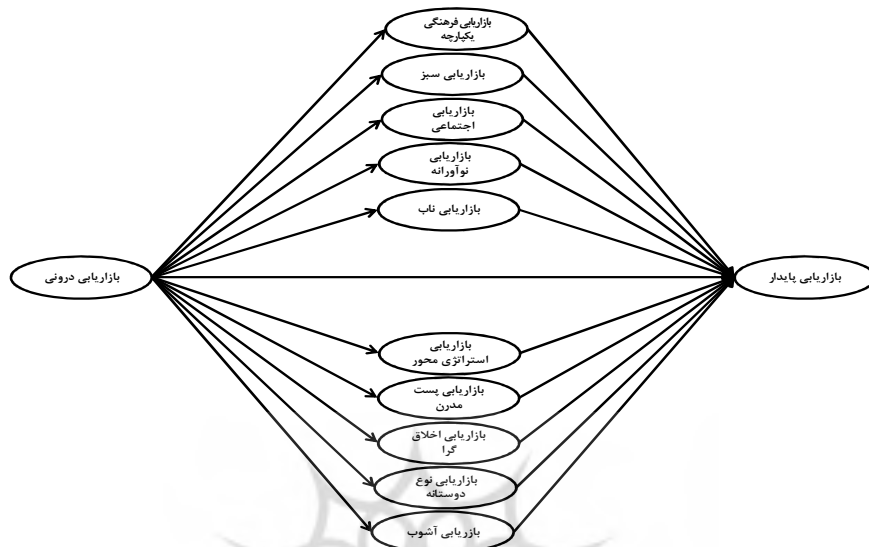 بازاریابی فرهنگی
یکپارچه
بازاریابی سبز
بازاریابی
اجتماعی
بازاریابی
نوآورانه
بازاریابی ناب
بازاریابی درونی
بازاریابی پایدار
بازاریابی
استراتژی محور
بازاریابی پست
مدرن
بازاریابی اخلاق
گرا
بازاریابی نوع
دوستانه
بازریابی آشوب